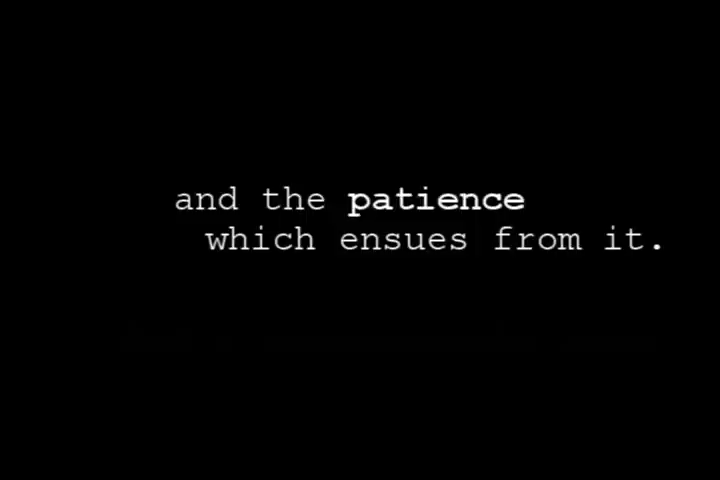 and the patience
which ensues from it.